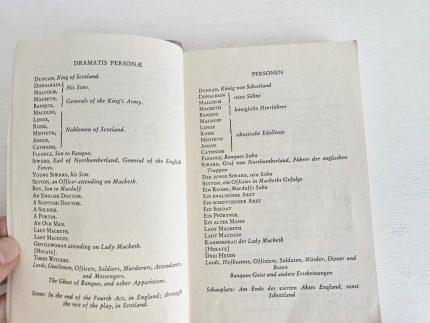 DRAMATIS PERSONÆ
DUNCAN, King of Scotland.
DONALBAIN
MALCOLM,
His Sons.
MACBETH,
BANQUO,
Generals of the King's Army.
MACDUFF,
LENOX,
ROSSE,
MENTETH,
ANGUS,
CATHNESS,
Noblemen of Scotland.
FLEANCE, Son to Banquo.
SIWARD, Earl of Northumberland, General of the English
Forces.
YOUNG SIWARD, his Son.
SEYTON, an Officer attending on Macbeth.
BOY, Son to Macduff.
AN ENGLISH DOCTOR.
A SCOTTISH DOCTOR.
A SOLDIER.
A PORTER.
AN OLD MAN.
LADY MACBETH.
LADY MACDUFF.
GENTLEWOMAN attending on Lady Macbeth.
[HECATE]
THREE WITCHES.
Lords, Gentlemen, Officers, Soldiers, Murderers, Attendants,
and Messengers.
The Ghost of Banquo, and other Apparitions.
Scene: In the end of the Fourth Act, in England; through
the rest of the play, in Scotland.
PERSONEN
DUNCAN, König von Schottland
DONALBAIN
MALCOLM
seine Söhne
MACBETH
BANQUO
königliche Heerführer
MACDUFF
LENOX
ROSSE
MENTETH
ANGUS
CATHNESS
schottische Edelleute
FLEANCE, Banquos Sohn
SIWARD, Graf von Northumberland, Führer der englischen
Truppen
DER JUNGE SIWARD, sein Sohn
SEYTON, ein Offizier in Macbeths Gefolge
EIN KNABE, Macduffs Sohn
EIN ENGLISCHER ARZT
EIN SCHOTTISCHER ARZT
EIN SOLDAT
EIN PFÖRTNER
EIN ALTER MANN
LADY MACBETH
LADY MACDUFF
KAMMERFRAU der Lady Macbeth
[HEKATE]
DREI HEXEN
Lords, Hofbeamte, Offiziere, Soldaten, Mörder, Diener und
Boten
Banquos Geist und andere Erscheinungen
Schauplatz: Am Ende des vierten Aktes England, sonst
Schottland